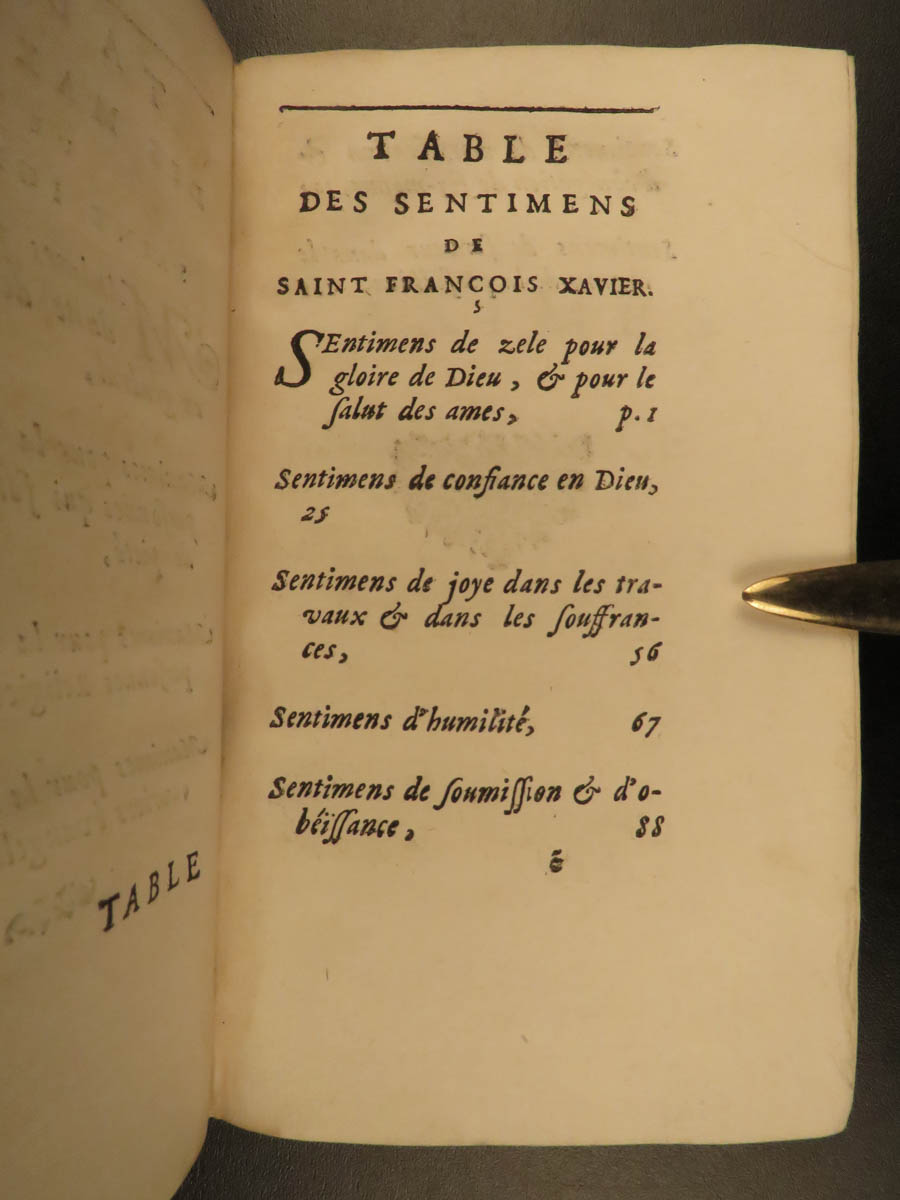 TABLE
TABLE
DES SENTIMENS
DE
SAINT FRANÇOIS XAVIER.
SEntimens de zele pour la
gloire de Dieu, & pour le
ſalut des ames, p. 1
Sentimens de confiance en Dieu,
25
Sentimens de joye dans les tra-
vaux & dans les ſouffran-
ces, 56
Sentimens d'humilité, 67
Sentimens de ſoumiſſion & d'o-
béïſſance, 88
ẽ